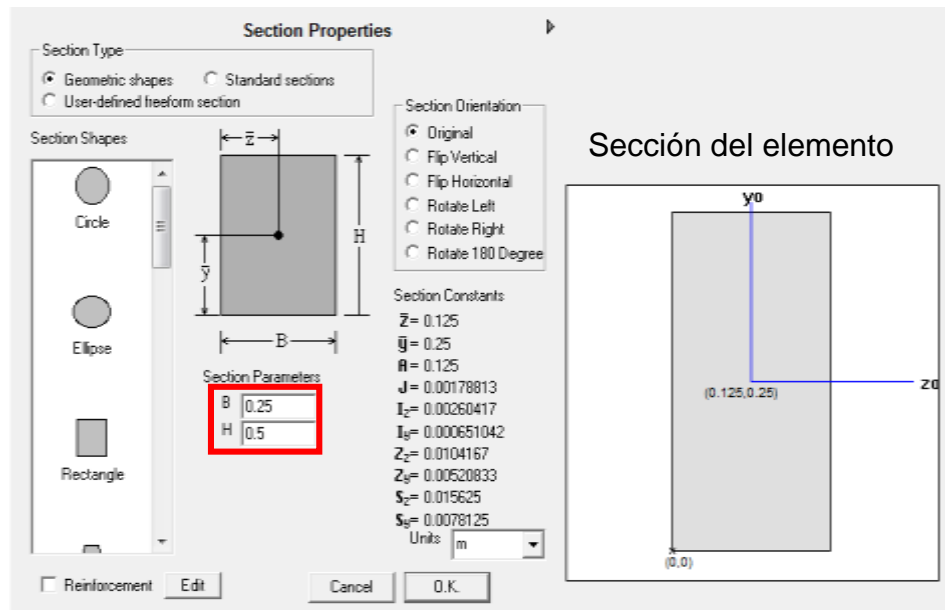 Section Properties
Section Type
Geometric shapes
Standard sections
User-defined freeform section
Section Shapes
Circle
Ellipse
Rectangle
z̅
H
y̅
B
Section Parameters
B 0.25
H 0.5
Section Orientation
Original
Flip Vertical
Flip Horizontal
Rotate Left
Rotate Right
Rotate 180 Degree
Section Constants
z̅= 0.125
y̅= 0.25
A= 0.125
J= 0.00178813
Iz= 0.00260417
Iy= 0.000651042
Zz= 0.0104167
Zy= 0.00520833
Sz= 0.015625
Sy= 0.0078125
Units m
Reinforcement
Edit
Cancel
O.K.
Sección del elemento
y0
z0
(0.125,0.25)
(0,0)